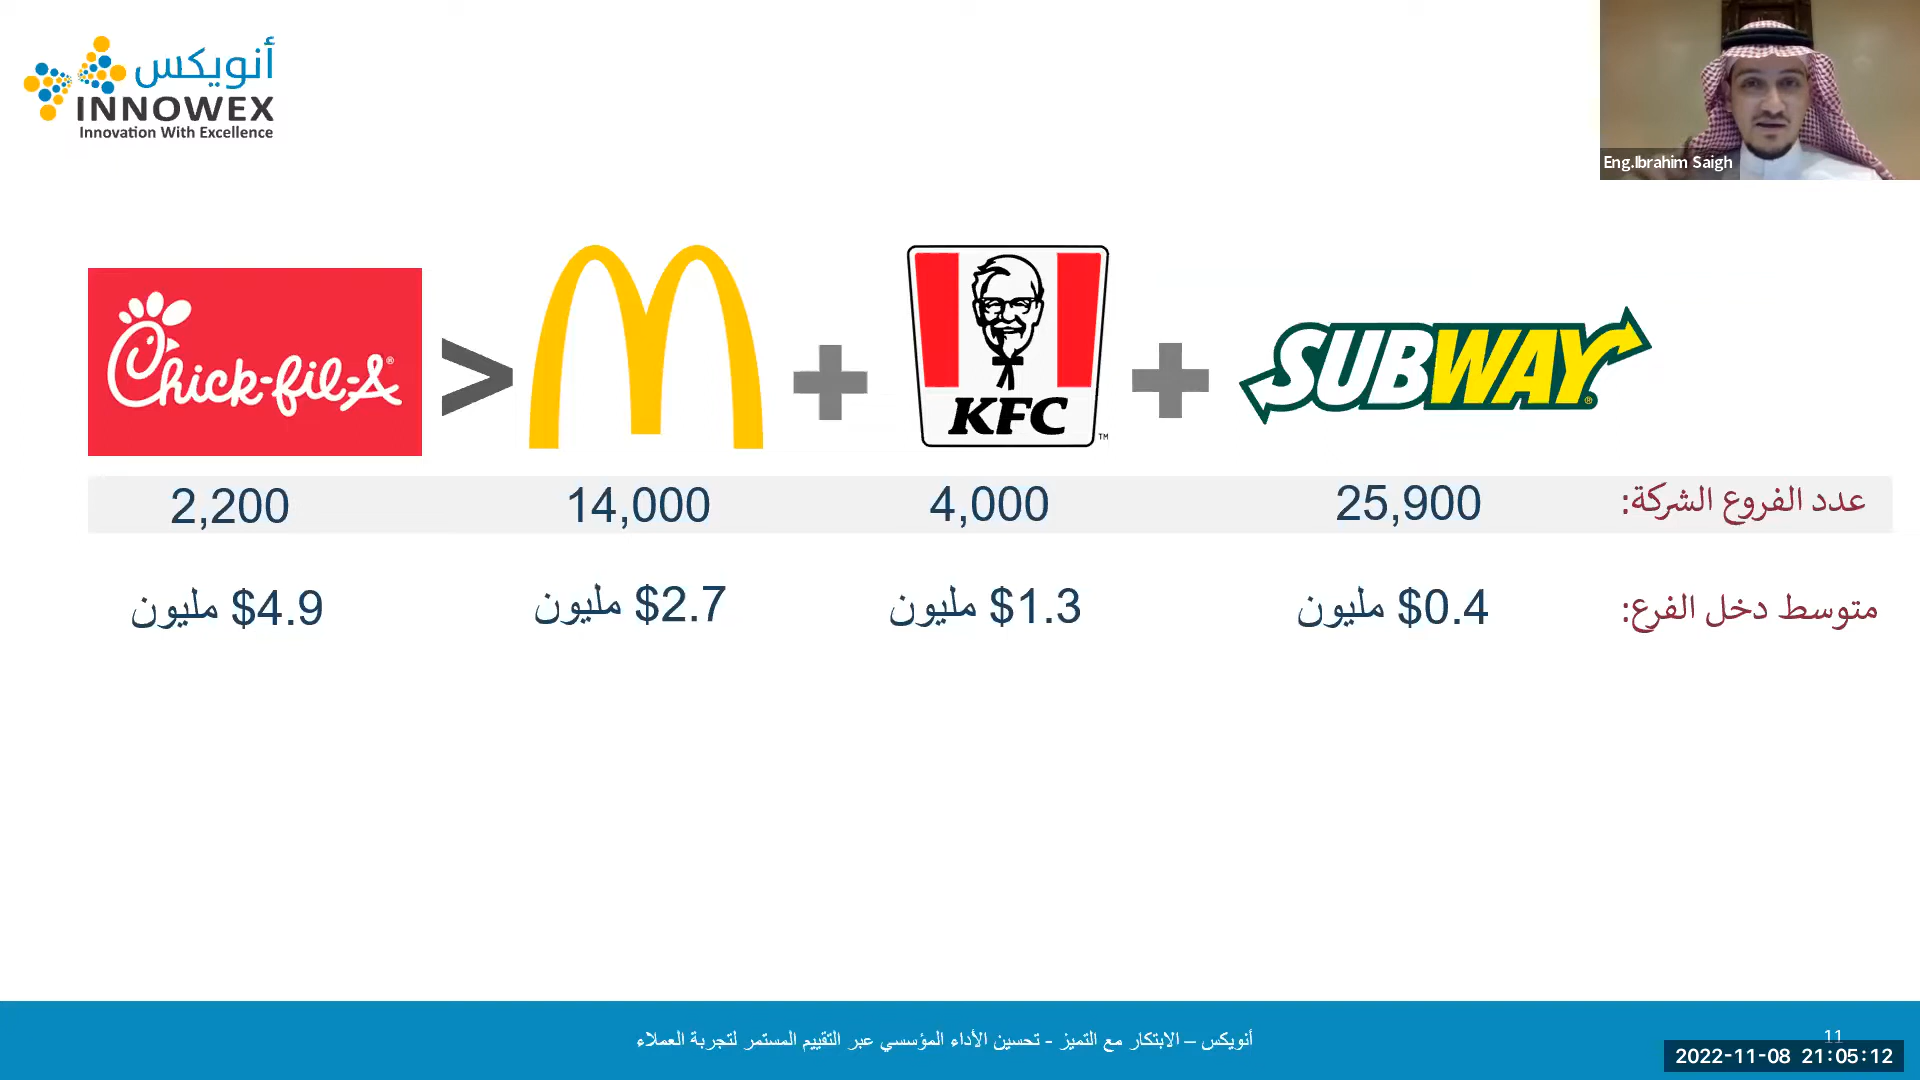 أنويكس
INNOWEX
Innovation With Excellence
Eng.Ibrahim Saigh
Chick-fil-A®
>
+
KFC™
+
SUBWAY®
عدد الفروع الشركة: 25,900 4,000 14,000 2,200
متوسط دخل الفرع: $0.4 مليون $1.3 مليون $2.7 مليون $4.9 مليون
أنويكس – الابتكار مع التميز - تحسين الأداء المؤسسي عبر التقييم المستمر لتجربة العملاء
11
2022-11-08 21:05:12